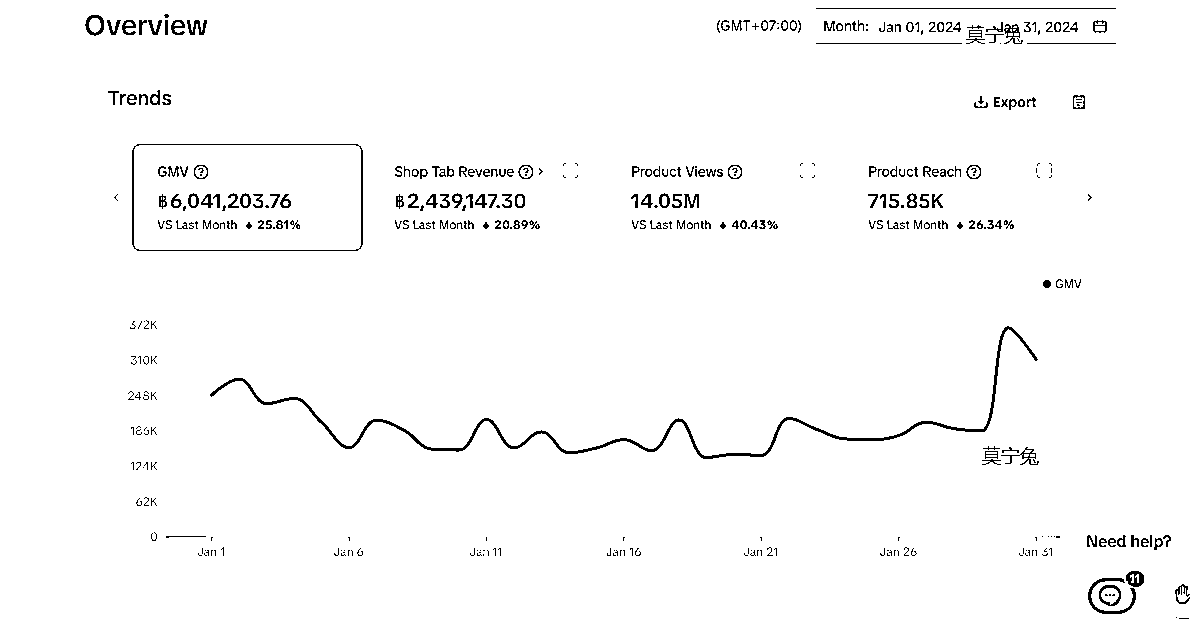 Overview
(GMT+07:00) Month: Jan 01, 2024 Jan 31, 2024
莫宁兔
Trends
Export
GMV
฿6,041,203.76
VS Last Month 25.81%
Shop Tab Revenue
฿2,439,147.30
VS Last Month 20.89%
Product Views
14.05M
VS Last Month 40.43%
Product Reach
715.85K
VS Last Month 26.34%
GMV
372K
310K
248K
186K
124K
62K
0
莫宁兔
Jan 1 Jan 6 Jan 11 Jan 16 Jan 21 Jan 26 Jan 31
Need help?
11